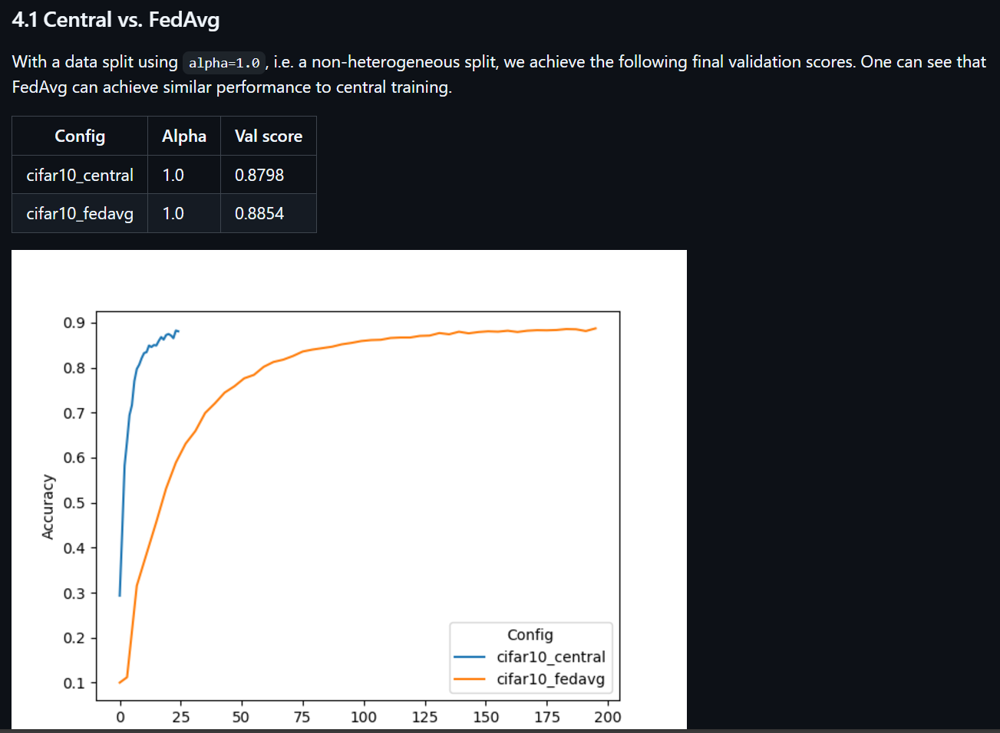 4.1 Central vs. FedAvg
With a data split using alpha=1.0, i.e. a non-heterogeneous split, we achieve the following final validation scores. One can see that
FedAvg can achieve similar performance to central training.
Config Alpha Val score
cifar10_central 1.0 0.8798
cifar10_fedavg 1.0 0.8854
0.9
0.8
0.7
0.6
0.5
0.4
0.3
0.2
0.1
Accuracy
Config
cifar10_central
cifar10_fedavg
0 25 50 75 100 125 150 175 200